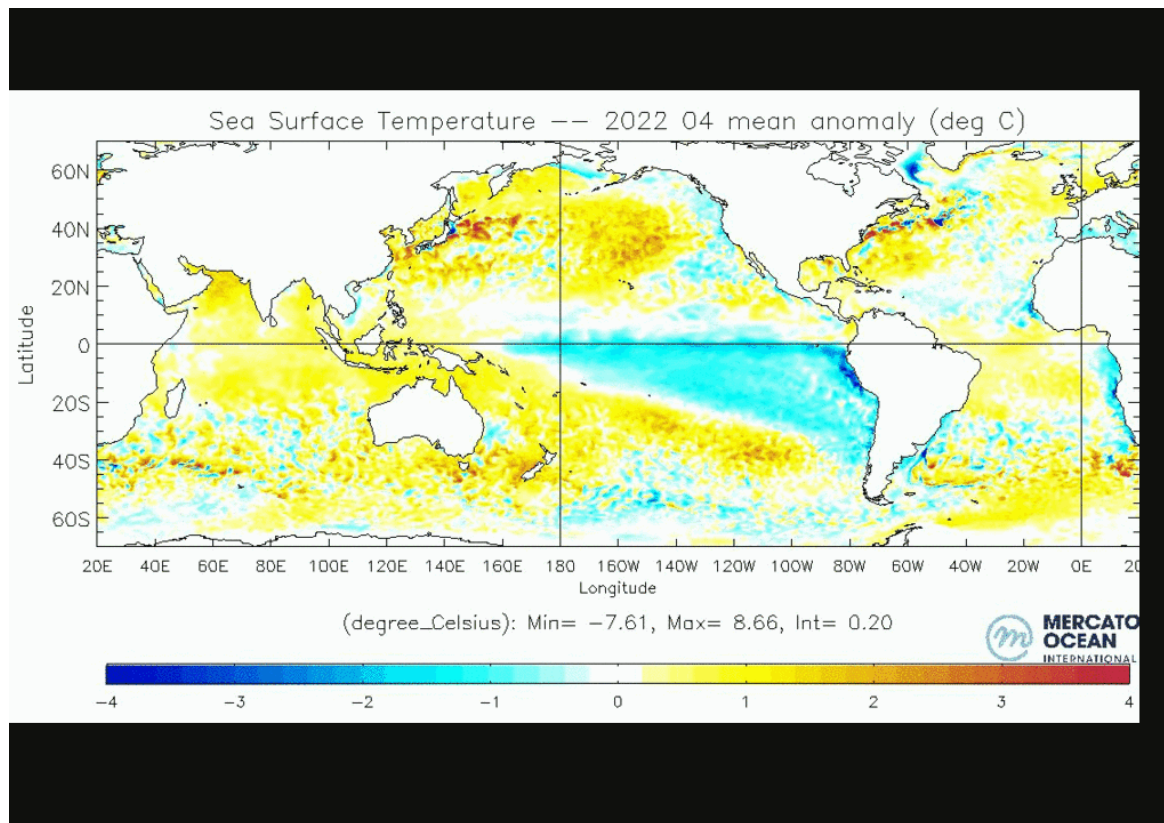 Sea Surface Temperature -- 2022 04 mean anomaly (deg C)
60N
40N
20N
0
20S
40S
60S
Latitude
20E 40E 60E 80E 100E 120E 140E 160E 180 160W 140W 120W 100W 80W 60W 40W 20W 0E 20
Longitude
(degree_Celsius): Min= -7.61, Max= 8.66, Int= 0.20
MERCATO
OCEAN
INTERNATIONAL
-4 -3 -2 -1 0 1 2 3 4